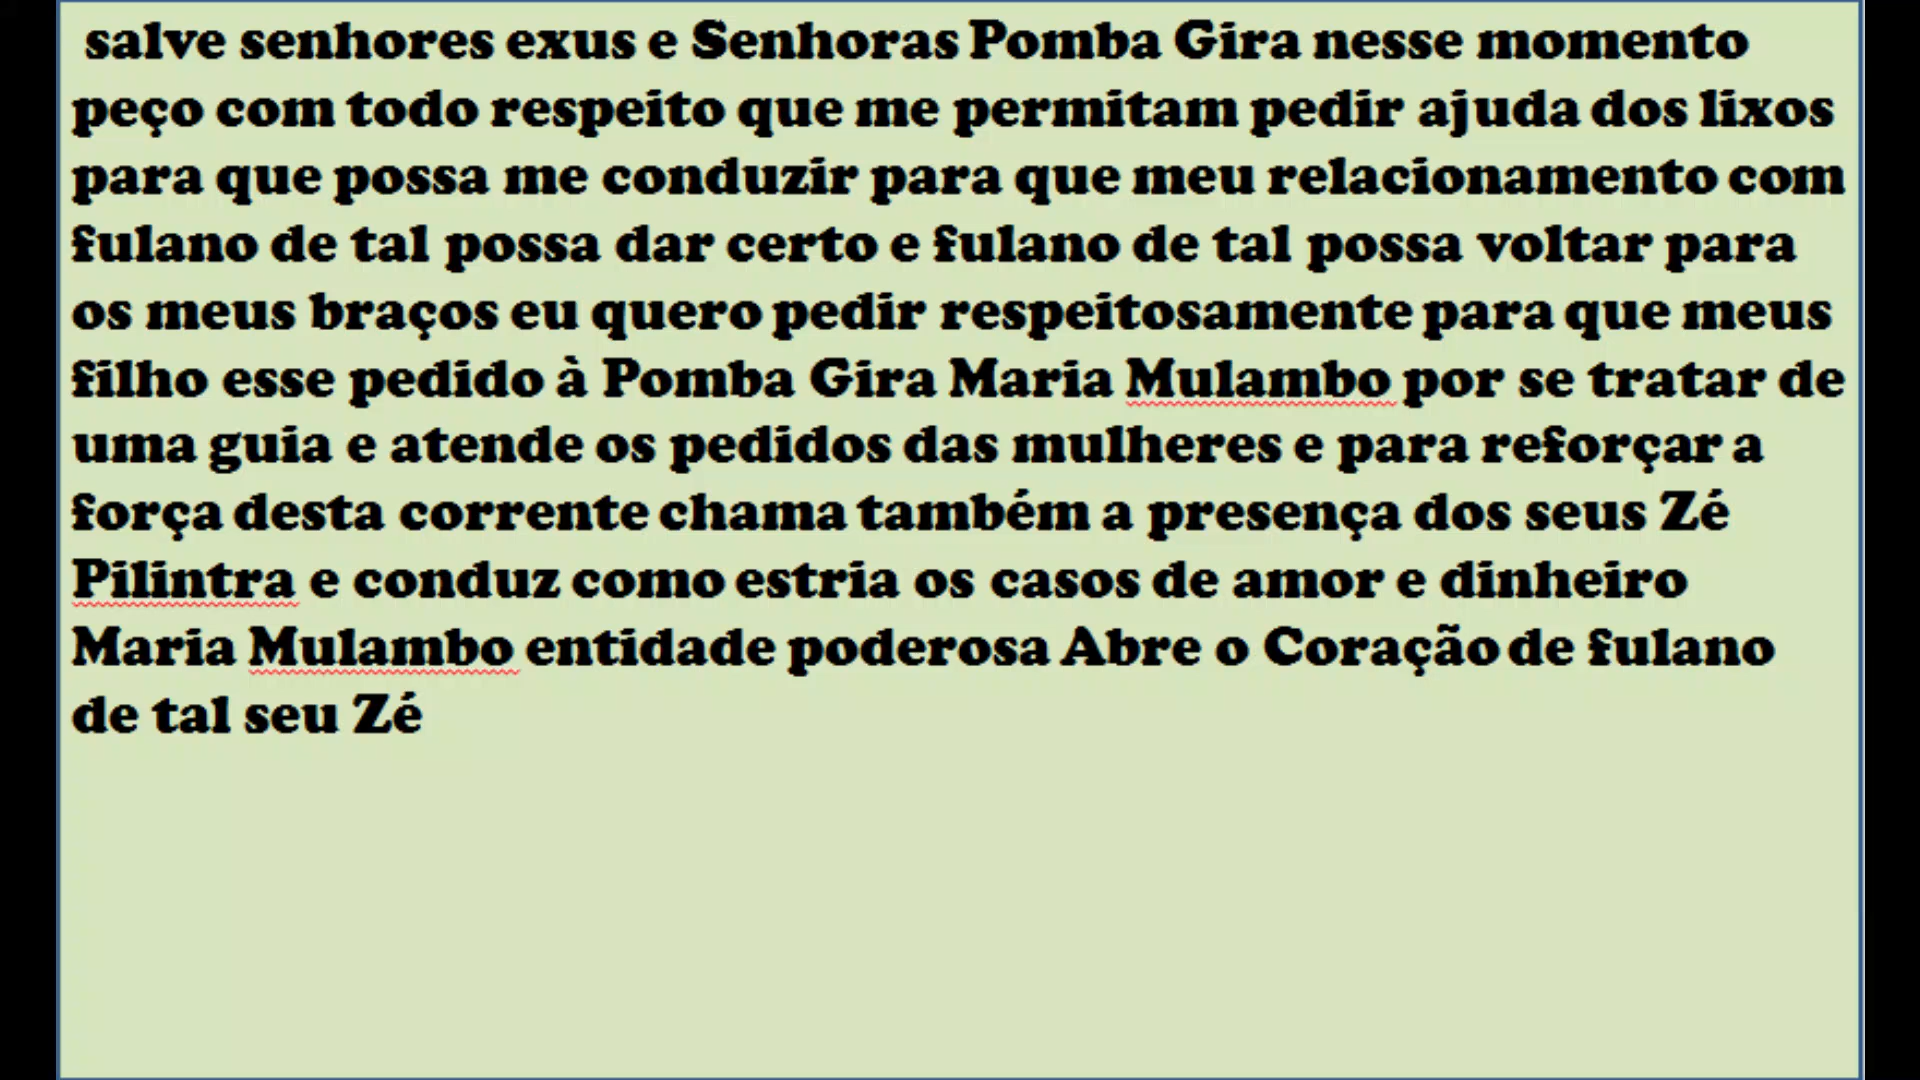 salve senhores exus e Senhoras Pomba Gira nesse momento
peço com todo respeito que me permitam pedir ajuda dos lixos
para que possa me conduzir para que meu relacionamento com
fulano de tal possa dar certo e fulano de tal possa voltar para
os meus braços eu quero pedir respeitosamente para que meus
filho esse pedido à Pomba Gira Maria Mulambo por se tratar de
uma guia e atende os pedidos das mulheres e para reforçar a
força desta corrente chama também a presença dos seus Zé
Pilintra e conduz como estria os casos de amor e dinheiro
Maria Mulambo entidade poderosa Abre o Coração de fulano
de tal seu Zé